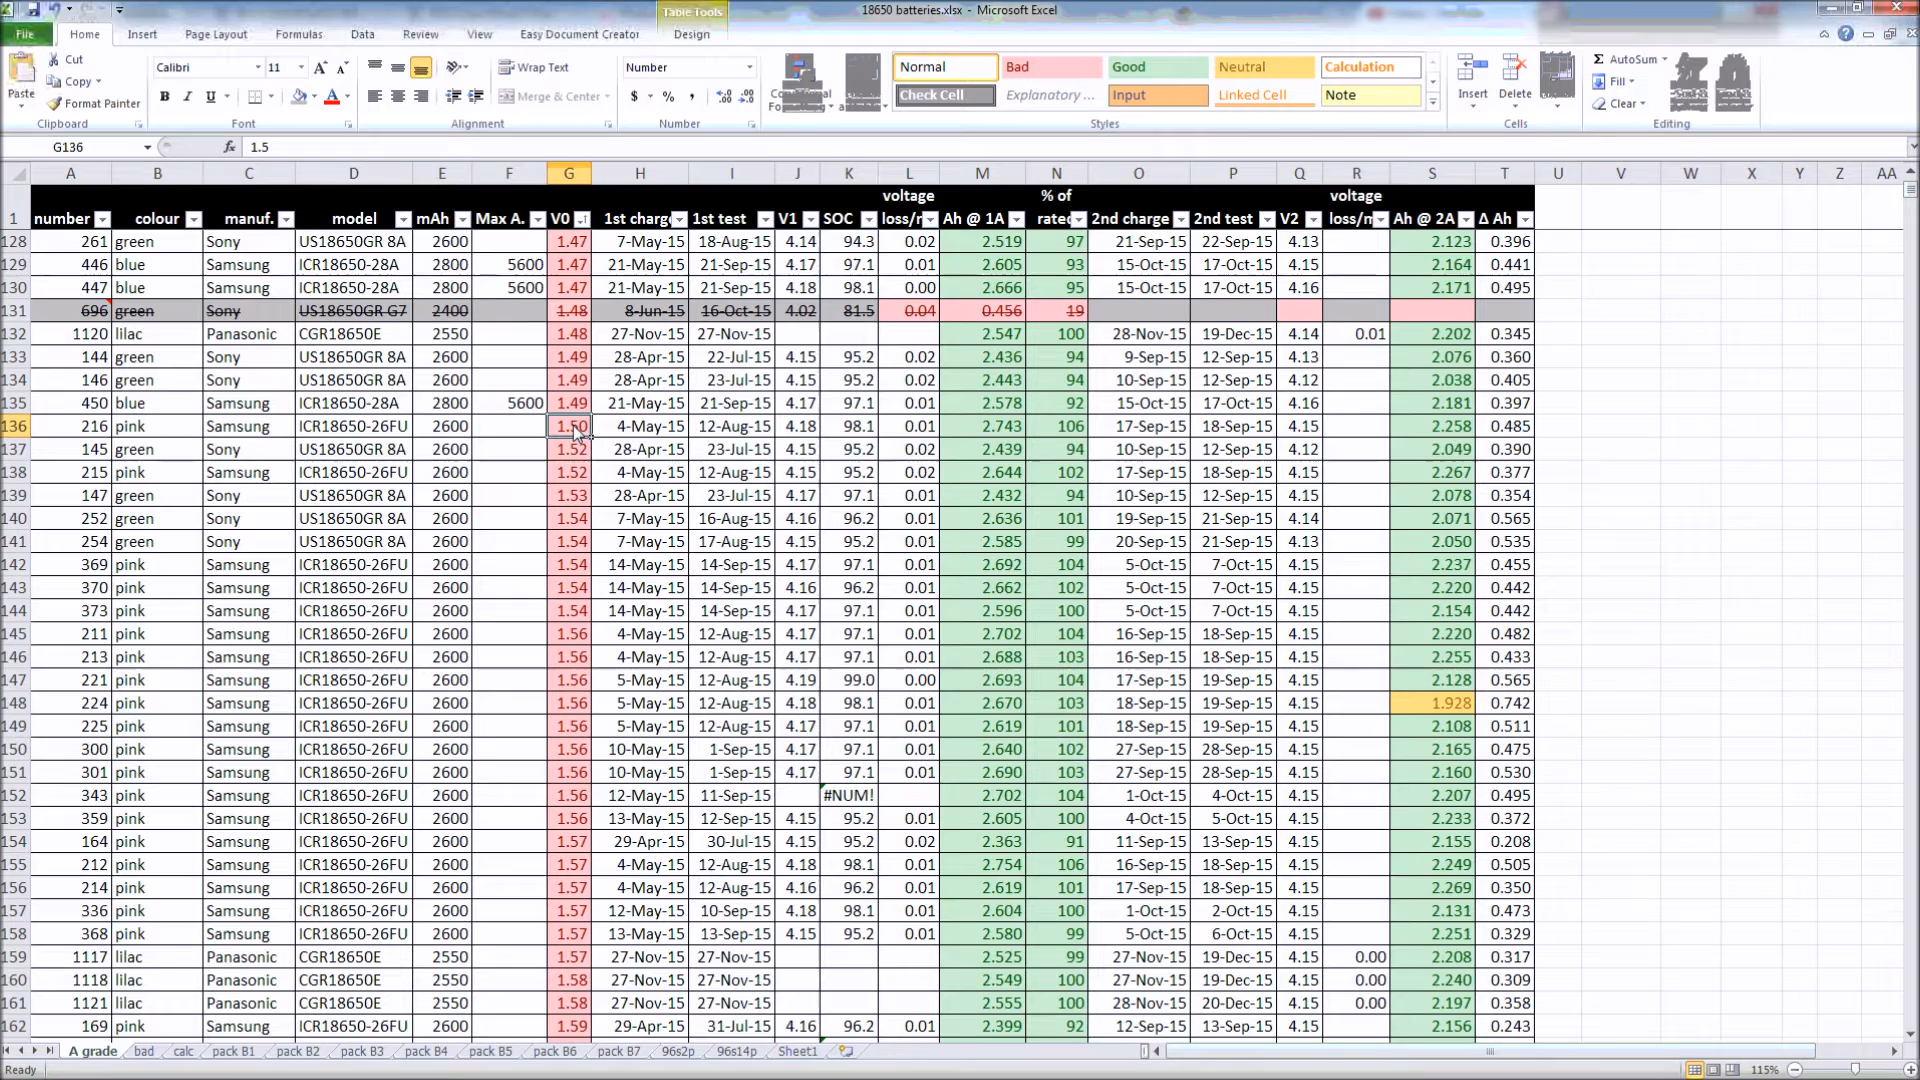 18650 batteries.xlsx - Microsoft Excel
Table Tools
File Home Insert Page Layout Formulas Data Review View Easy Document Creator Design
Paste Cut Copy Format Painter Clipboard
Calibri 11 B I U Font
Wrap Text Merge & Center Alignment
Number $ % , Number
Normal Bad Good Neutral Calculation
Check Cell Explanatory ... Input Linked Cell Note
Styles
Insert Delete Cells
AutoSum Fill Clear Editing
G136 fx 1.5
A B C D E F G H I J K L M N O P Q R S T U V W X Y Z AA
voltage % of voltage
1 number colour manuf. model mAh Max A. V0 1st charg 1st test V1 SOC loss/r Ah @ 1A rated 2nd charge 2nd test V2 loss/n Ah @ 2A Δ Ah
128 261 green Sony US18650GR 8A 2600 1.47 7-May-15 18-Aug-15 4.14 94.3 0.02 2.519 97 21-Sep-15 22-Sep-15 4.13 2.123 0.396
129 446 blue Samsung ICR18650-28A 2800 5600 1.47 21-May-15 21-Sep-15 4.17 97.1 0.01 2.605 93 15-Oct-15 17-Oct-16 4.15 2.164 0.441
130 447 blue Samsung ICR18650-28A 2800 5600 1.47 21-May-15 21-Sep-15 4.18 98.1 0.00 2.666 95 15-Oct-15 17-Oct-16 4.15 2.171 0.495
131 696 green Sony US18650GR G7 2400 1.48 8-Jun-15 16-Oct-15 4.02 81.5 0.04 0.456 19
132 1120 lilac Panasonic CGR18650E 2550 1.48 27-Nov-15 27-Nov-15 2.547 100 28-Nov-15 19-Dec-15 4.14 0.01 2.202 0.345
133 144 green Sony US18650GR 8A 2600 1.49 28-Apr-15 22-Jul-15 4.15 95.2 0.02 2.436 94 9-Sep-15 12-Sep-15 4.13 2.076 0.360
134 146 green Sony US18650GR 8A 2600 1.49 28-Apr-15 23-Jul-15 4.15 95.2 0.02 2.443 94 10-Sep-15 12-Sep-15 4.12 2.038 0.405
135 450 blue Samsung ICR18650-28A 2800 5600 1.49 21-May-15 21-Sep-15 4.17 97.1 0.01 2.578 92 15-Oct-15 17-Oct-16 4.15 2.181 0.397
136 216 pink Samsung ICR18650-26FU 2600 1.50 4-May-15 12-Aug-15 4.18 98.1 0.01 2.743 106 17-Sep-15 18-Sep-15 4.15 2.258 0.485
137 145 green Sony US18650GR 8A 2600 1.52 28-Apr-15 23-Jul-15 4.15 95.2 0.01 2.439 94 10-Sep-15 12-Sep-15 4.12 2.049 0.390
138 215 pink Samsung ICR18650-26FU 2600 1.52 4-May-15 12-Aug-15 4.15 95.2 0.02 2.644 102 17-Sep-15 18-Sep-15 4.15 2.267 0.377
139 147 green Sony US18650GR 8A 2600 1.53 28-Apr-15 23-Jul-15 4.17 97.1 0.01 2.432 94 10-Sep-15 12-Sep-15 4.15 2.078 0.354
140 252 green Sony US18650GR 8A 2600 1.54 7-May-15 16-Aug-15 4.16 96.2 0.01 2.636 101 19-Sep-15 21-Sep-15 4.14 2.071 0.565
141 254 green Sony US18650GR 8A 2600 1.54 7-May-15 17-Aug-15 4.15 95.2 0.01 2.585 99 20-Sep-15 21-Sep-15 4.13 2.050 0.535
142 369 pink Samsung ICR18650-26FU 2600 1.54 14-May-15 14-Sep-15 4.17 97.1 0.01 2.692 104 5-Oct-15 7-Oct-15 4.15 2.237 0.455
143 370 pink Samsung ICR18650-26FU 2600 1.54 14-May-15 14-Sep-15 4.16 96.2 0.01 2.662 102 5-Oct-15 7-Oct-15 4.15 2.220 0.442
144 373 pink Samsung ICR18650-26FU 2600 1.54 14-May-15 14-Sep-15 4.17 97.1 0.01 2.596 100 5-Oct-15 7-Oct-15 4.15 2.154 0.442
145 211 pink Samsung ICR18650-26FU 2600 1.56 4-May-15 12-Aug-15 4.17 97.1 0.01 2.702 104 16-Sep-15 18-Sep-15 4.15 2.220 0.482
146 213 pink Samsung ICR18650-26FU 2600 1.56 4-May-15 12-Aug-15 4.17 97.1 0.01 2.688 103 16-Sep-15 18-Sep-15 4.15 2.255 0.433
147 221 pink Samsung ICR18650-26FU 2600 1.56 5-May-15 12-Aug-15 4.19 99.0 0.00 2.693 104 17-Sep-15 19-Sep-15 4.15 2.128 0.565
148 224 pink Samsung ICR18650-26FU 2600 1.56 5-May-15 12-Aug-15 4.18 98.1 0.01 2.670 103 18-Sep-15 19-Sep-15 4.15 1.928 0.742
149 225 pink Samsung ICR18650-26FU 2600 1.56 5-May-15 12-Aug-15 4.17 97.1 0.01 2.619 101 18-Sep-15 19-Sep-15 4.15 2.108 0.511
150 300 pink Samsung ICR18650-26FU 2600 1.56 10-May-15 1-Sep-15 4.17 97.1 0.01 2.640 102 27-Sep-15 28-Sep-15 4.15 2.165 0.475
151 301 pink Samsung ICR18650-26FU 2600 1.56 10-May-15 1-Sep-15 4.17 97.1 0.01 2.690 103 27-Sep-15 28-Sep-15 4.15 2.160 0.530
152 343 pink Samsung ICR18650-26FU 2600 1.56 12-May-15 11-Sep-15 #NUM! 2.702 104 1-Oct-15 4-Oct-15 4.15 2.207 0.495
153 359 pink Samsung ICR18650-26FU 2600 1.56 13-May-15 12-Sep-15 4.15 95.2 0.01 2.605 100 4-Oct-15 5-Oct-15 4.15 2.233 0.372
154 164 pink Samsung ICR18650-26FU 2600 1.57 29-Apr-15 30-Jul-15 4.15 95.2 0.02 2.363 91 11-Sep-15 13-Sep-15 4.15 2.155 0.208
155 212 pink Samsung ICR18650-26FU 2600 1.57 4-May-15 12-Aug-15 4.18 98.1 0.01 2.754 106 16-Sep-15 18-Sep-15 4.15 2.249 0.505
156 214 pink Samsung ICR18650-26FU 2600 1.57 4-May-15 12-Aug-15 4.16 96.2 0.01 2.619 101 17-Sep-15 18-Sep-15 4.15 2.269 0.350
157 336 pink Samsung ICR18650-26FU 2600 1.57 12-May-15 10-Sep-15 4.18 98.1 0.01 2.604 100 1-Oct-15 2-Oct-15 4.15 2.131 0.473
158 368 pink Samsung ICR18650-26FU 2600 1.57 13-May-15 13-Sep-15 4.15 95.2 0.01 2.580 99 5-Oct-15 6-Oct-15 4.15 2.251 0.329
159 1117 lilac Panasonic CGR18650E 2550 1.57 27-Nov-15 27-Nov-15 2.525 99 27-Nov-15 19-Dec-15 4.15 0.00 2.208 0.317
160 1118 lilac Panasonic CGR18650E 2550 1.58 27-Nov-15 27-Nov-15 2.549 100 27-Nov-15 19-Dec-15 4.15 0.00 2.240 0.309
161 1121 lilac Panasonic CGR18650E 2550 1.58 27-Nov-15 27-Nov-15 2.555 100 28-Nov-15 20-Dec-15 4.15 0.00 2.197 0.358
162 169 pink Samsung ICR18650-26FU 2600 1.59 29-Apr-15 31-Jul-15 4.16 96.2 0.01 2.399 92 12-Sep-15 13-Sep-15 4.15 2.156 0.243
A grade bad calc pack B1 pack B2 pack B3 pack B4 pack B5 pack B6 pack B7 96s2p 96s14p Sheet1
Ready 115%